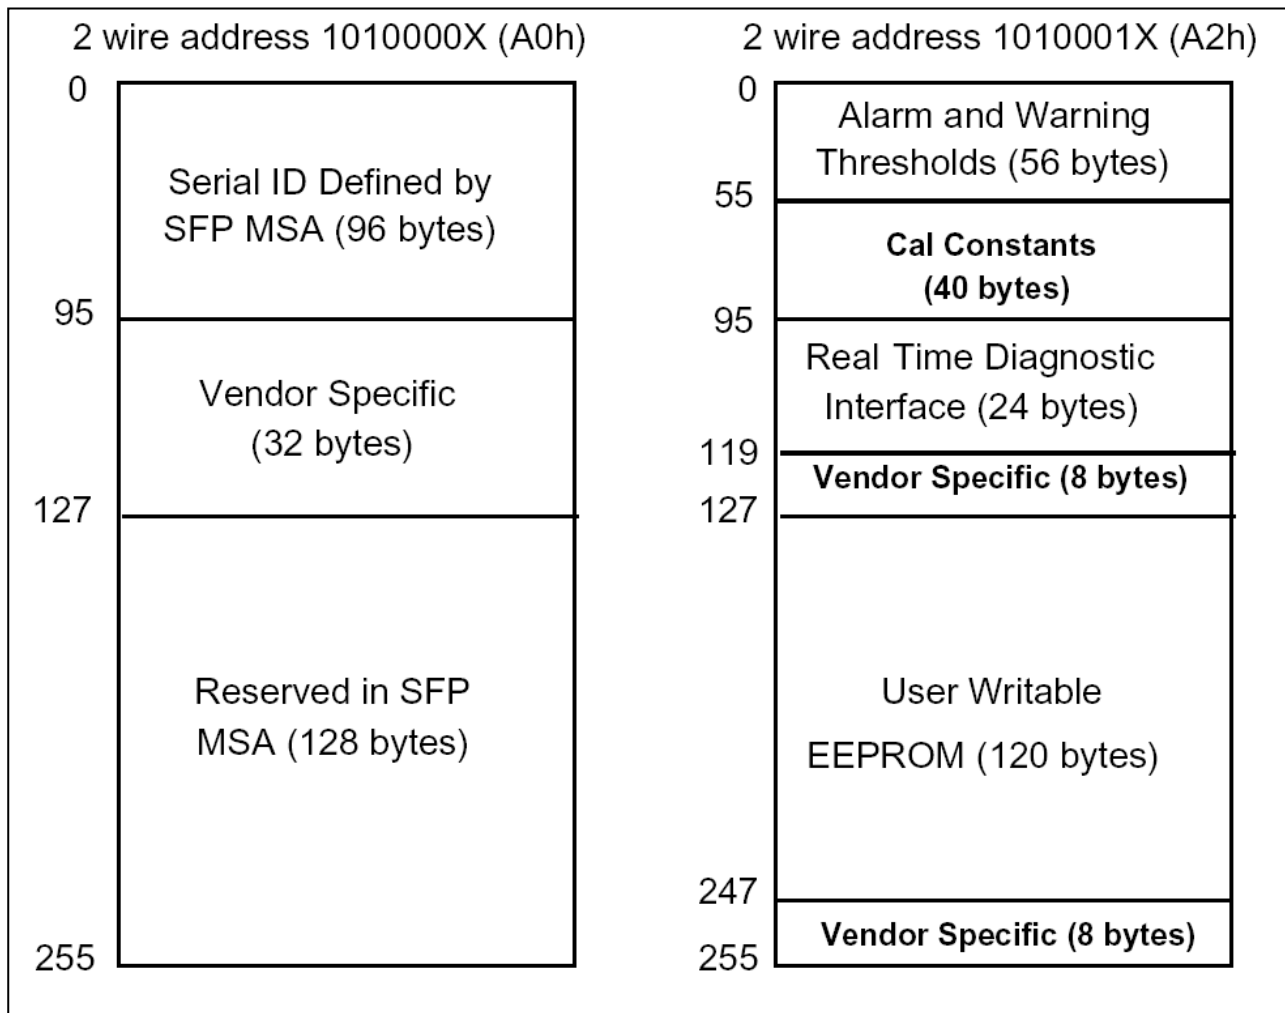 2 wire address 1010000X (A0h)
0
Serial ID Defined by
SFP MSA (96 bytes)
95
Vendor Specific
(32 bytes)
127
Reserved in SFP
MSA (128 bytes)
255
2 wire address 1010001X (A2h)
0
Alarm and Warning
Thresholds (56 bytes)
55
Cal Constants
(40 bytes)
95
Real Time Diagnostic
Interface (24 bytes)
119
Vendor Specific (8 bytes)
127
User Writable
EEPROM (120 bytes)
247
Vendor Specific (8 bytes)
255